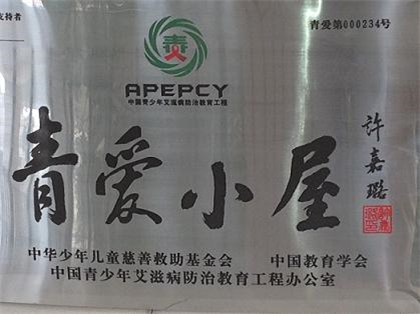 支持者
青爱第000234号
APEPCY
中国青少年艾滋病防治教育工程
青爱小屋
许嘉璐
中华少年儿童慈善救助基金会 中国教育学会
中国青少年艾滋病防治教育工程办公室